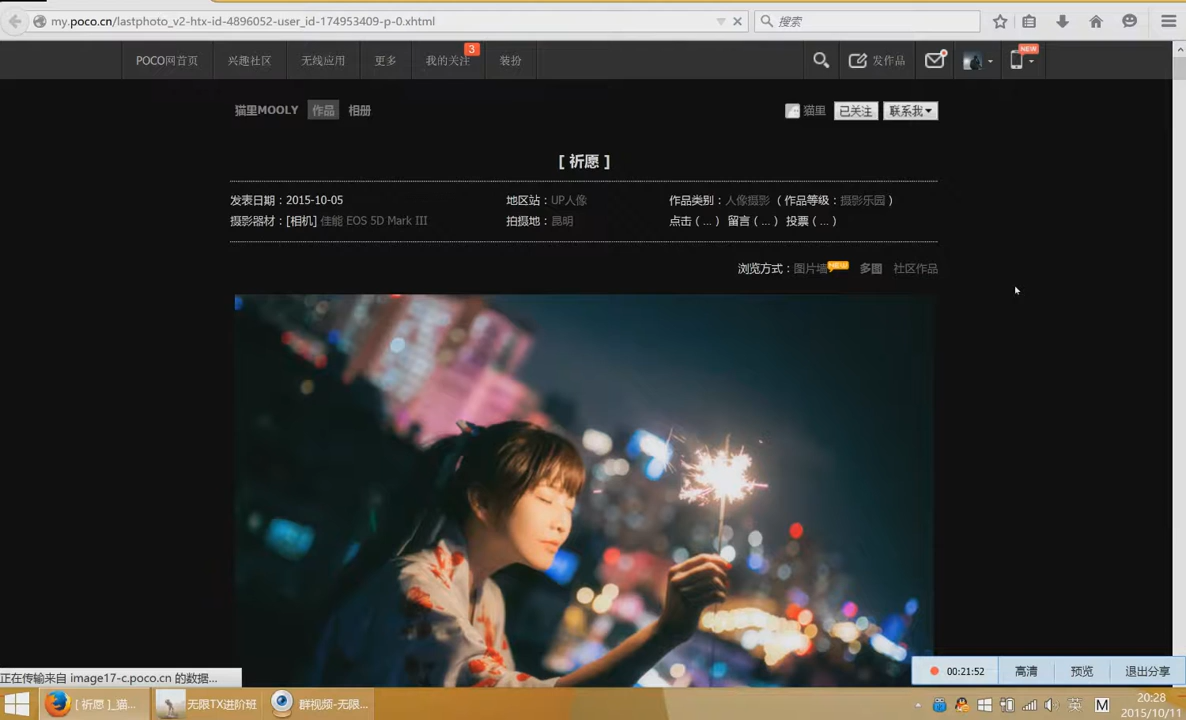 my.poco.cn/lastphoto_v2-htx-id-4896052-user_id-174953409-p-0.xhtml
搜索
POCO网首页 兴趣社区 无线应用 更多 我的关注 3 装扮 发作品 NEW
猫里MOOLY 作品 相册 猫里 已关注 联系我
[ 祈愿 ]
发表日期：2015-10-05 地区站：UP人像 作品类别：人像摄影 （ 作品等级：摄影乐园 ）
摄影器材：[相机] 佳能 EOS 5D Mark III 拍摄地：昆明 点击（ ... ） 留言（ ... ） 投票（ ... ）
浏览方式：图片墙 NEW 多图 社区作品
00:21:52 高清 预览 退出分享
正在传输来自 image17-c.poco.cn 的数据...
[ 祈愿 ]_猫... 无限TX进阶班 群视频-无限... 英 M 20:28
2015/10/11